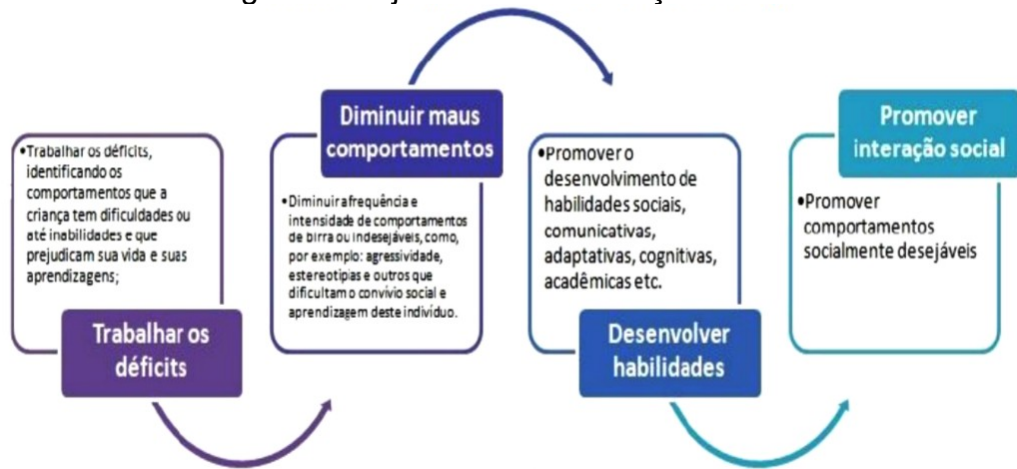 •Trabalhar os déficits,
identificando os
comportamentos que a
criança tem dificuldades ou
até inabilidades e que
prejudicam sua vida e suas
aprendizagens;
Trabalhar os
déficits
Diminuir maus
comportamentos
•Diminuir a frequência e
intensidade de comportamentos
de birra ou indesejáveis, como,
por exemplo: agressividade,
estereotipias e outros que
dificultam o convívio social e
aprendizagem deste indivíduo.
•Promover o
desenvolvimento de
habilidades sociais,
comunicativas,
adaptativas, cognitivas,
acadêmicas etc.
Desenvolver
habilidades
Promover
interação social
•Promover
comportamentos
socialmente desejáveis